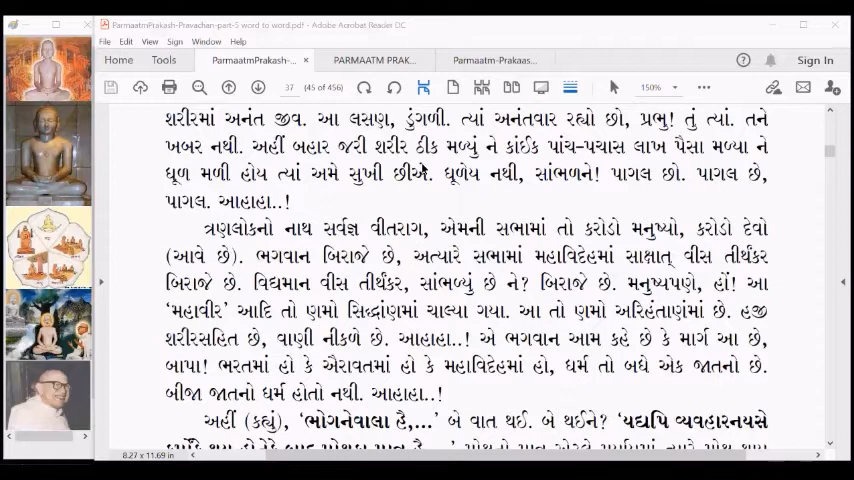 ParmaatmPrakash-Pravachan-part-5 word to word.pdf - Adobe Acrobat Reader DC
File Edit View Sign Window Help
Home Tools ParmaatmPrakash-... × PARMAATM PRAK... Parmaatm-Prakaas... Sign In
37 (45 of 456) 150%
શરીરમાં અનંત જીવ. આ લસણ, ડુંગળી. ત્યાં અનંતવાર રહ્યો છો, પ્રભુ! તું ત્યાં. તને
ખબર નથી. અહીં બહાર જરી શરીર ઠીક મળ્યું ને કાંઈક પાંચ-પચાસ લાખ પૈસા મળ્યા ને
ધૂળ મળી હોય ત્યાં અમે સુખી છીએ. ધૂળેય નથી, સાંભળને! પાગલ છો. પાગલ છે,
પાગલ. આહાહા..!
ત્રણલોકનો નાથ સર્વજ્ઞ વીતરાગ, એમની સભામાં તો કરોડો મનુષ્યો, કરોડો દેવો
(આવે છે). ભગવાન બિરાજે છે, અત્યારે સભામાં મહાવિદેહમાં સાક્ષાત્ વીસ તીર્થંકર
બિરાજે છે. વિદ્યમાન વીસ તીર્થંકર, સાંભળ્યું છે ને? બિરાજે છે. મનુષ્યપણે, હોં! આ
‘મહાવીર’ આદિ તો ણમો સિદ્ધાંણમાં ચાલ્યા ગયા. આ તો ણમો અરિહંતાણંમાં છે. હજી
શરીરસહિત છે, વાણી નીકળે છે. આહાહા..! એ ભગવાન આમ કહે છે કે માર્ગ આ છે,
બાપા! ભરતમાં હો કે ઐરાવતમાં હો કે મહાવિદેહમાં હો, ધર્મ તો બધે એક જાતનો છે.
બીજા જાતનો ધર્મ હોતો નથી. આહાહા..!
અહીં (કહ્યું), ‘ભોગનેવાલા હૈ,...’ બે વાત થઈ. બે થઈને? ‘યદ્યપિ વ્યવહારનયસે
8.27 x 11.69 in